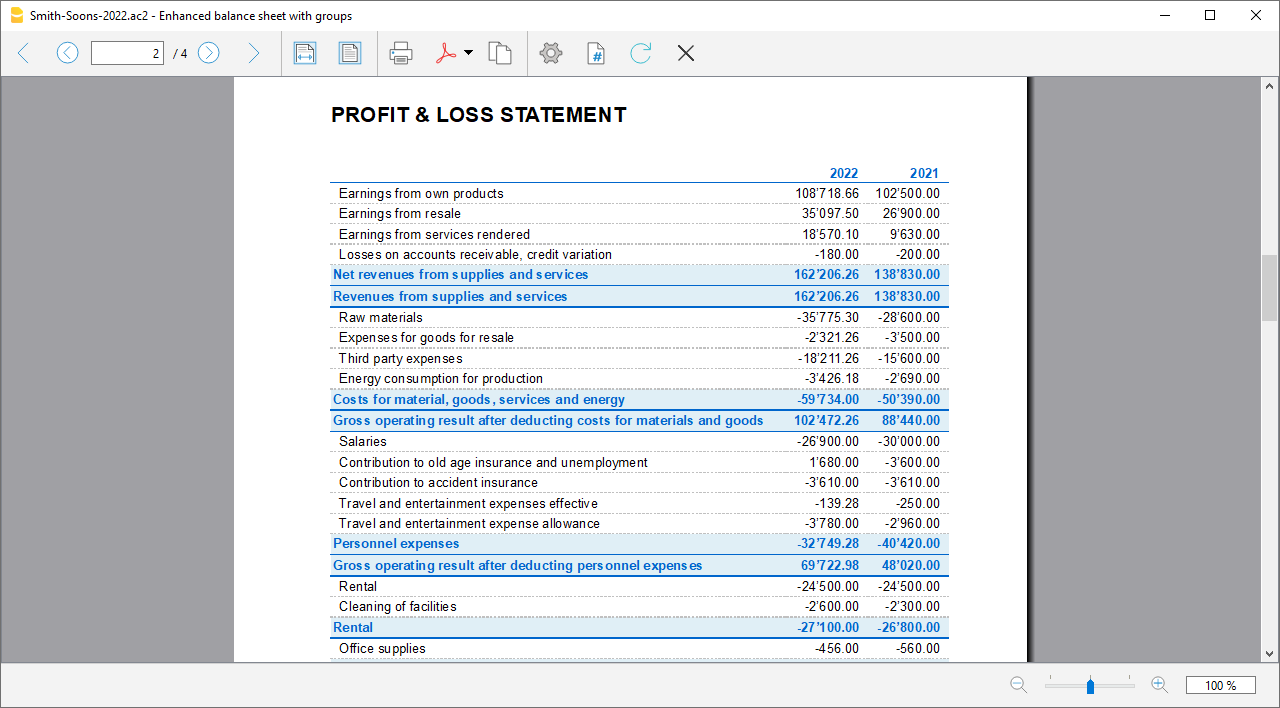 Smith-Soons-2022.ac2 - Enhanced balance sheet with groups
2 / 4
PROFIT & LOSS STATEMENT
2022 2021
Earnings from own products 108'718.66 102'500.00
Earnings from resale 35'097.50 26'900.00
Earnings from services rendered 18'570.10 9'630.00
Losses on accounts receivable, credit variation -180.00 -200.00
Net revenues from supplies and services 162'206.26 138'830.00
Revenues from supplies and services 162'206.26 138'830.00
Raw materials -35'775.30 -28'600.00
Expenses for goods for resale -2'321.26 -3'500.00
Third party expenses -18'211.26 -15'600.00
Energy consumption for production -3'426.18 -2'690.00
Costs for material, goods, services and energy -59'734.00 -50'390.00
Gross operating result after deducting costs for materials and goods 102'472.26 88'440.00
Salaries -26'900.00 -30'000.00
Contribution to old age insurance and unemployment 1'680.00 -3'600.00
Contribution to accident insurance -3'610.00 -3'610.00
Travel and entertainment expenses effective -139.28 -250.00
Travel and entertainment expense allowance -3'780.00 -2'960.00
Personnel expenses -32'749.28 -40'420.00
Gross operating result after deducting personnel expenses 69'722.98 48'020.00
Rental -24'500.00 -24'500.00
Cleaning of facilities -2'600.00 -2'300.00
Rental -27'100.00 -26'800.00
Office supplies -456.00 -560.00
100 %